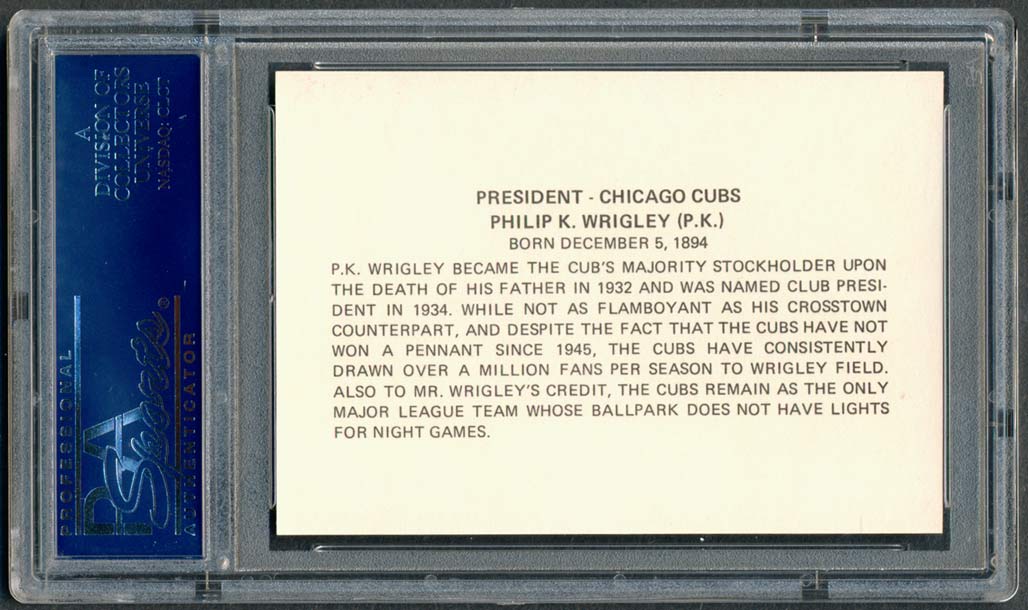 A
DIVISION OF
COLLECTORS
UNIVERSE
NASDAQ: CLCT
PROFESSIONAL
PSA
Sports®
AUTHENTICATOR
PRESIDENT - CHICAGO CUBS
PHILIP K. WRIGLEY (P.K.)
BORN DECEMBER 5, 1894
P.K. WRIGLEY BECAME THE CUB'S MAJORITY STOCKHOLDER UPON
THE DEATH OF HIS FATHER IN 1932 AND WAS NAMED CLUB PRESI-
DENT IN 1934. WHILE NOT AS FLAMBOYANT AS HIS CROSSTOWN
COUNTERPART, AND DESPITE THE FACT THAT THE CUBS HAVE NOT
WON A PENNANT SINCE 1945, THE CUBS HAVE CONSISTENTLY
DRAWN OVER A MILLION FANS PER SEASON TO WRIGLEY FIELD.
ALSO TO MR. WRIGLEY'S CREDIT, THE CUBS REMAIN AS THE ONLY
MAJOR LEAGUE TEAM WHOSE BALLPARK DOES NOT HAVE LIGHTS
FOR NIGHT GAMES.